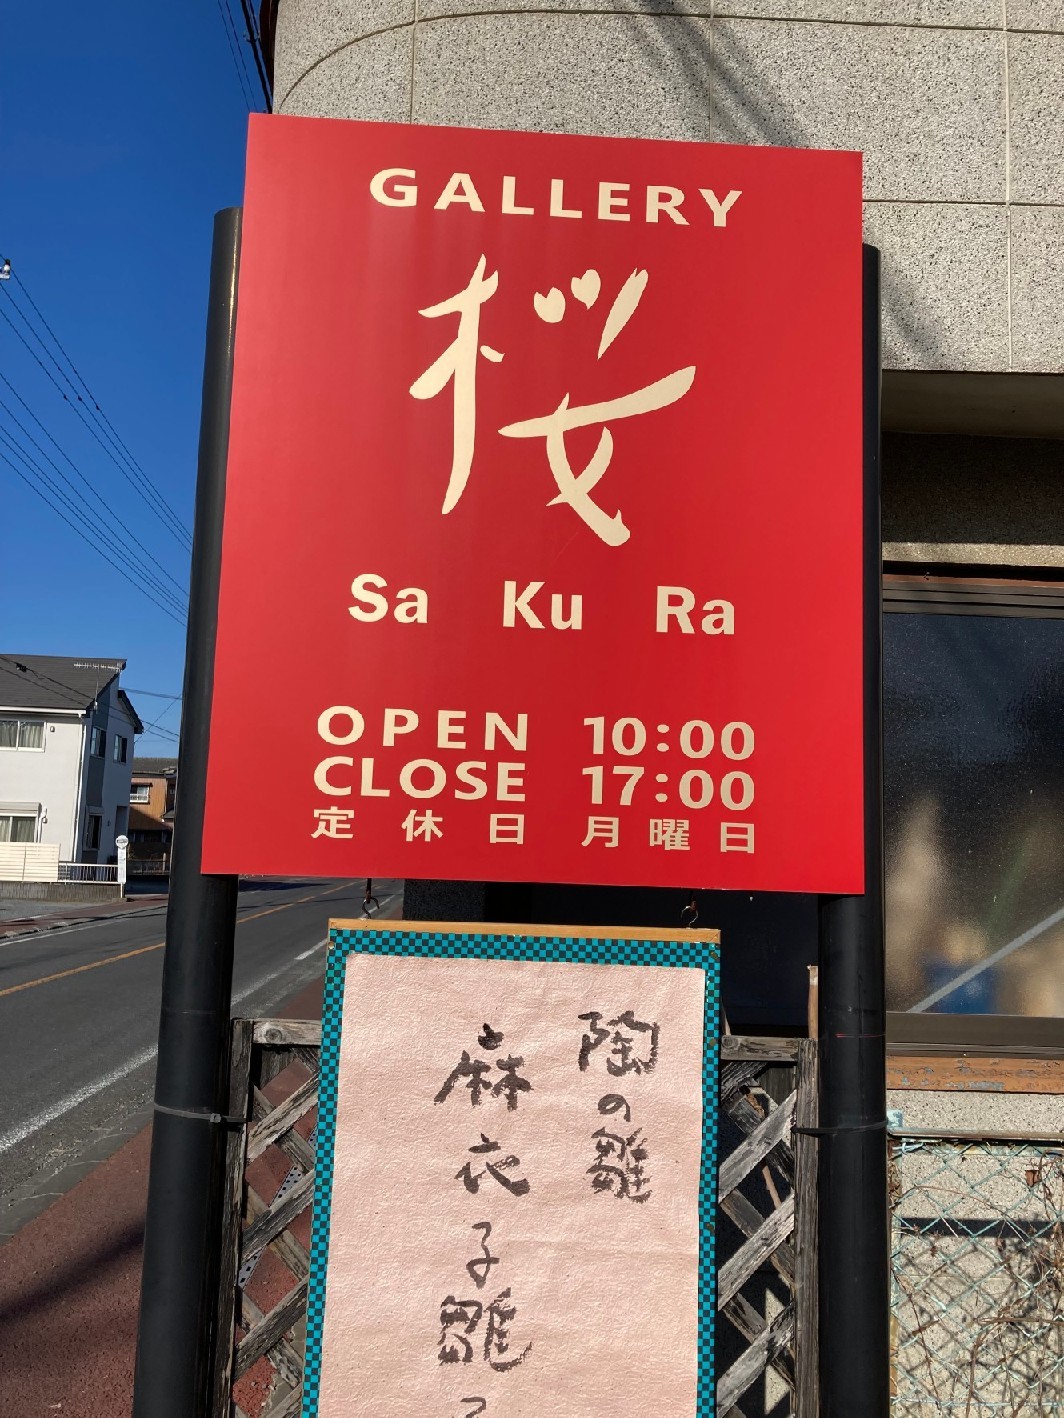 GALLERY
桜
Sa Ku Ra
OPEN 10:00
CLOSE 17:00
定休日 月曜日
陶の雛
麻衣子雛